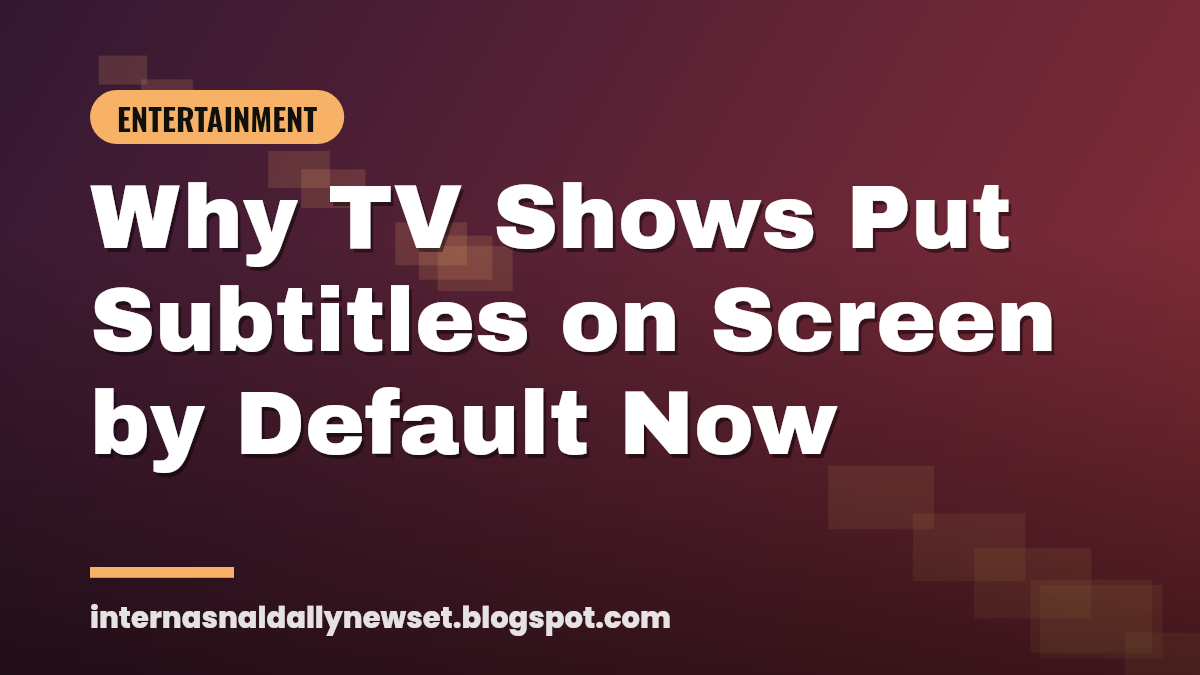 ENTERTAINMENT
Why TV Shows Put
Subtitles on Screen
by Default Now
internasnaldallynewset.blogspot.com